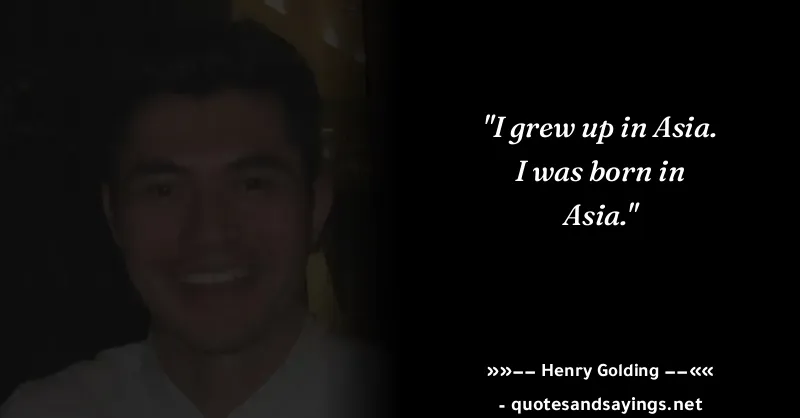 "I grew up in Asia.
I was born in
Asia."
»»−− Henry Golding −−««
- quotesandsayings.net